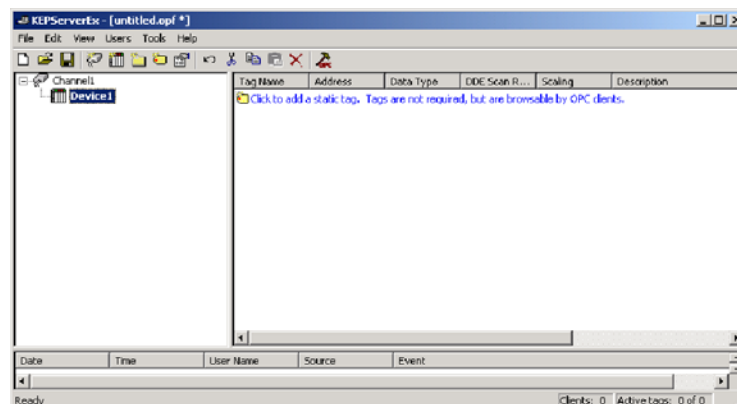 KEPServerEx - [untitled.opf *]
File Edit View Users Tools Help
Channel1
Device1
Tag Name Address Data Type DDE Scan R... Scaling Description
Click to add a static tag. Tags are not required, but are browsable by OPC clients.
Date Time User Name Source Event
Ready Clients: 0 Active tags: 0 of 0